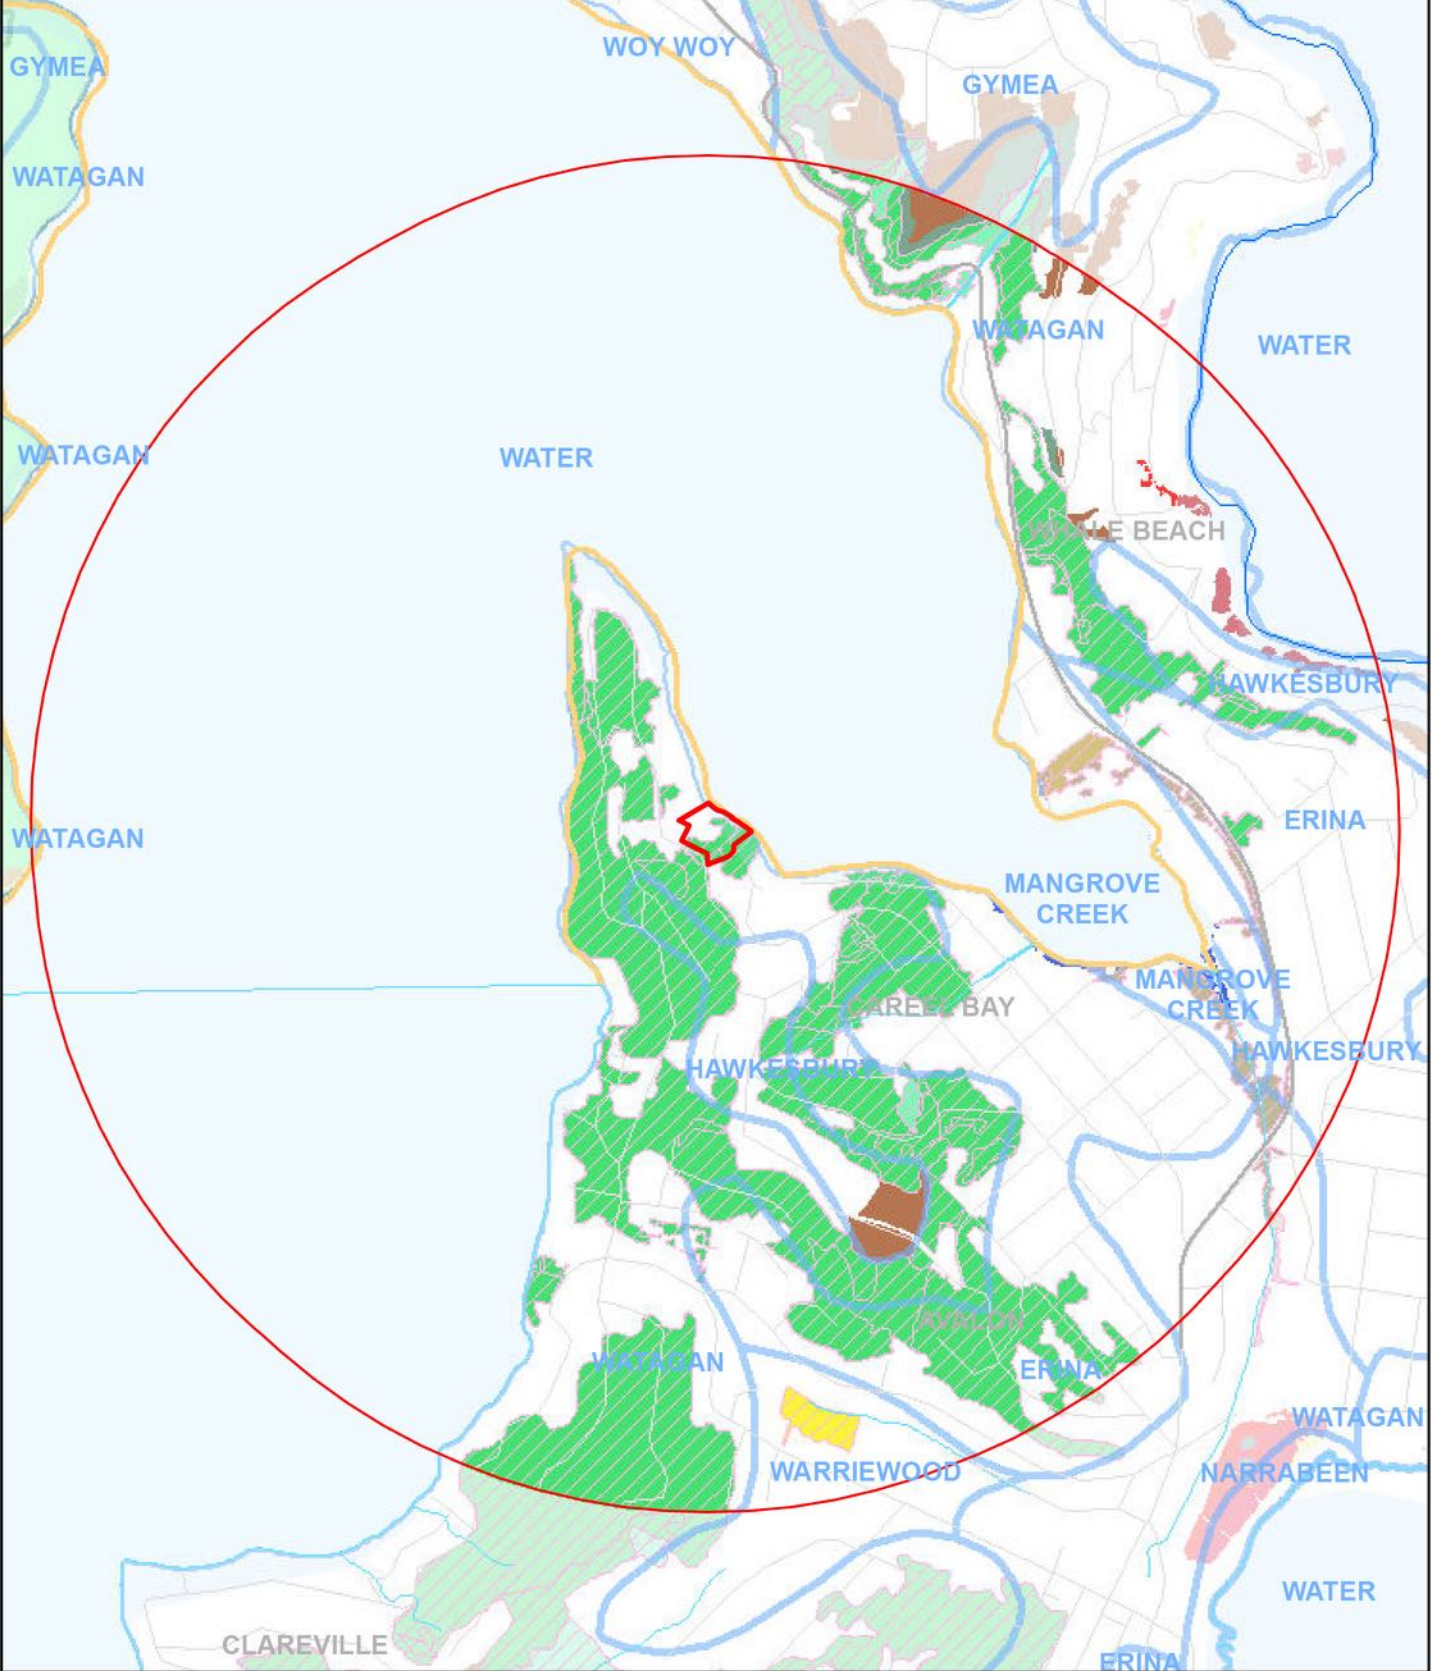 WOY WOY
GYMEA
GYMEA
WATAGAN
WATAGAN
WATER
WATAGAN
WATER
WHALE BEACH
HAWKESBURY
ERINA
WATAGAN
MANGROVE
CREEK
MANGROVE
CREEK
CAREEL BAY
HAWKESBURY
HAWKESBURY
AVALON
WATAGAN
ERINA
WATAGAN
WARRIEWOOD
NARRABEEN
WATER
CLAREVILLE
ERINA